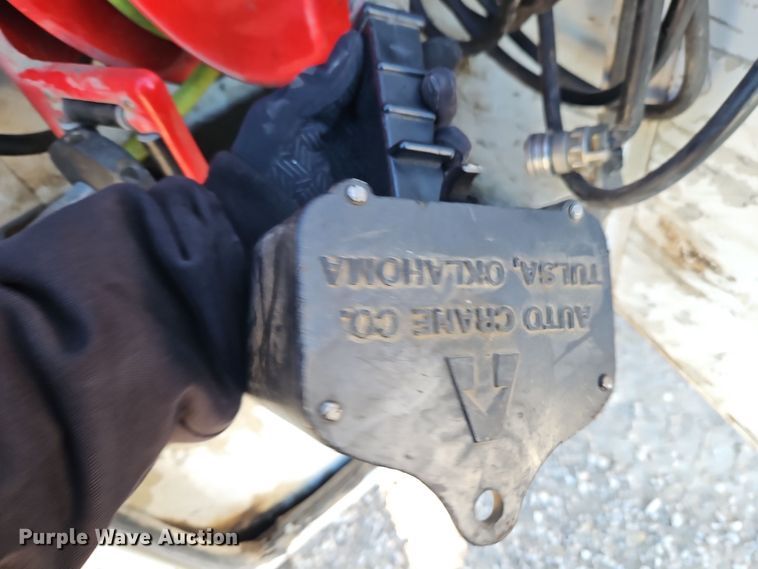 AUTO CRANE CO.
TULSA, OKLAHOMA
Purple Wave Auction